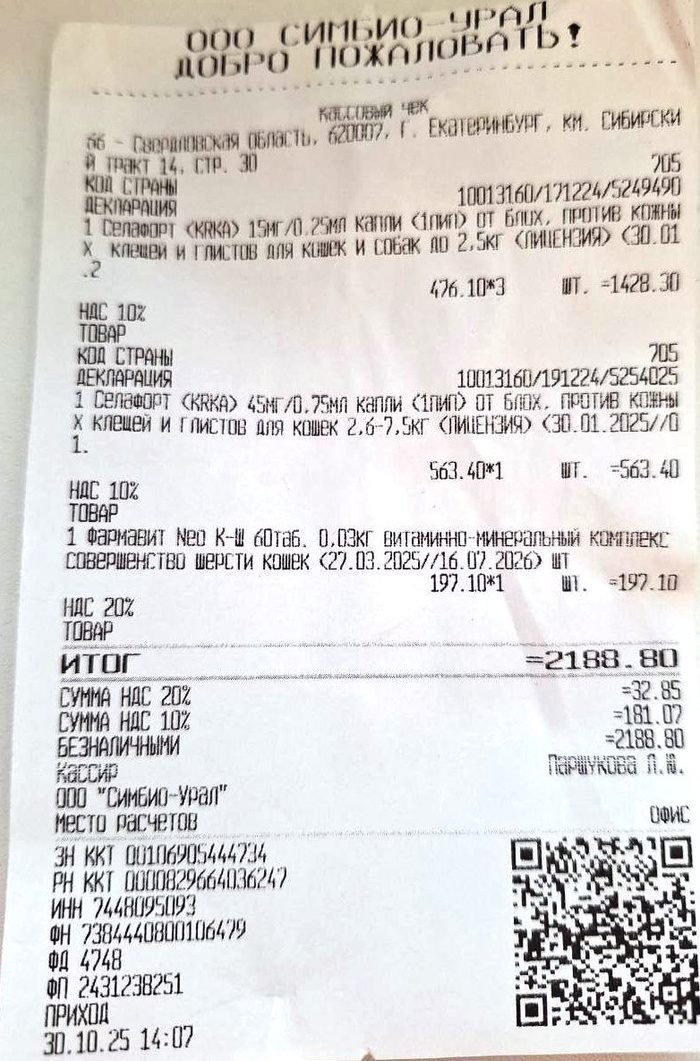 ООО СИМБИО-УРАЛ
ДОБРО ПОЖАЛОВАТЬ!
КАССОВЫЙ ЧЕК
66 - Свердловская область, 620007, г. Екатеринбург, км. Сибирски
й тракт 14, стр. 30
КОД СТРАНЫ 705
ДЕКЛАРАЦИЯ 10013160/171224/5249490
1 Селафорт (KRKA) 15мг/0.25мл капли (1пип) от блох, против кожны
х клещей и глистов для кошек и собак до 2,5кг (ЛИЦЕНЗИЯ) (30.01
.2
476.10*3 ШТ. =1428.30
НДС 10%
ТОВАР
КОД СТРАНЫ 705
ДЕКЛАРАЦИЯ 10013160/191224/5254025
1 Селафорт (KRKA) 45мг/0,75мл капли (1пип) от блох, против кожны
х клещей и глистов для кошек 2,6-7,5кг (ЛИЦЕНЗИЯ) (30.01.2025//0
1.
563.40*1 ШТ. =563.40
НДС 10%
ТОВАР
1 Фармавит Neo К-Ш 60таб. 0,03кг витаминно-минеральный комплекс
совершенство шерсти кошек (27.03.2025//16.07.2026) шт
197.10*1 ШТ. =197.10
НДС 20%
ТОВАР
ИТОГ =2188.80
СУММА НДС 20% =32.85
СУММА НДС 10% =181.07
БЕЗНАЛИЧНЫМИ =2188.80
Кассир Паршукова Л.Ю.
ООО "Симбио-Урал"
Место расчетов ОФИС
ЗН ККТ 00106905444734
РН ККТ 0000829664036247
ИНН 7448095093
ФН 7384440800106479
ФД 4748
ФП 2431238251
ПРИХОД
30.10.25 14:07